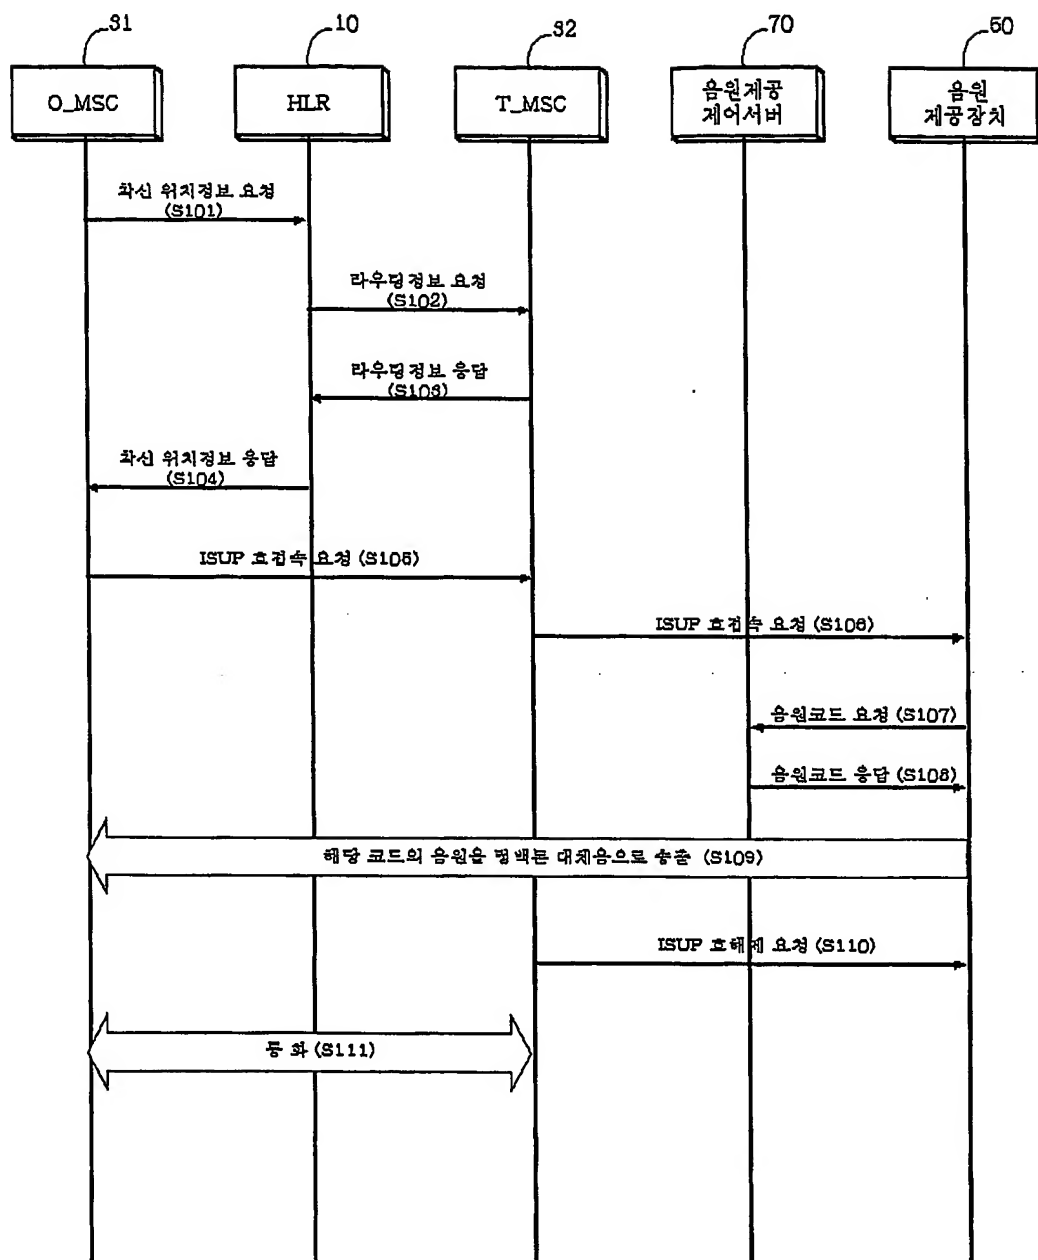 31
10
32
70
50
O_MSC
HLR
T_MSC
음원제공
제어서버
음원
제공장치
착신 위치정보 요청
(S101)
라우팅정보 요청
(S102)
라우팅정보 응답
(S103)
착신 위치정보 응답
(S104)
ISUP 호접속 요청 (S105)
ISUP 호접속 요청 (S106)
음원코드 요청 (S107)
음원코드 응답 (S108)
해당 코드의 음원을 링백톤 대체음으로 송출 (S109)
ISUP 호해제 요청 (S110)
통 화 (S111)